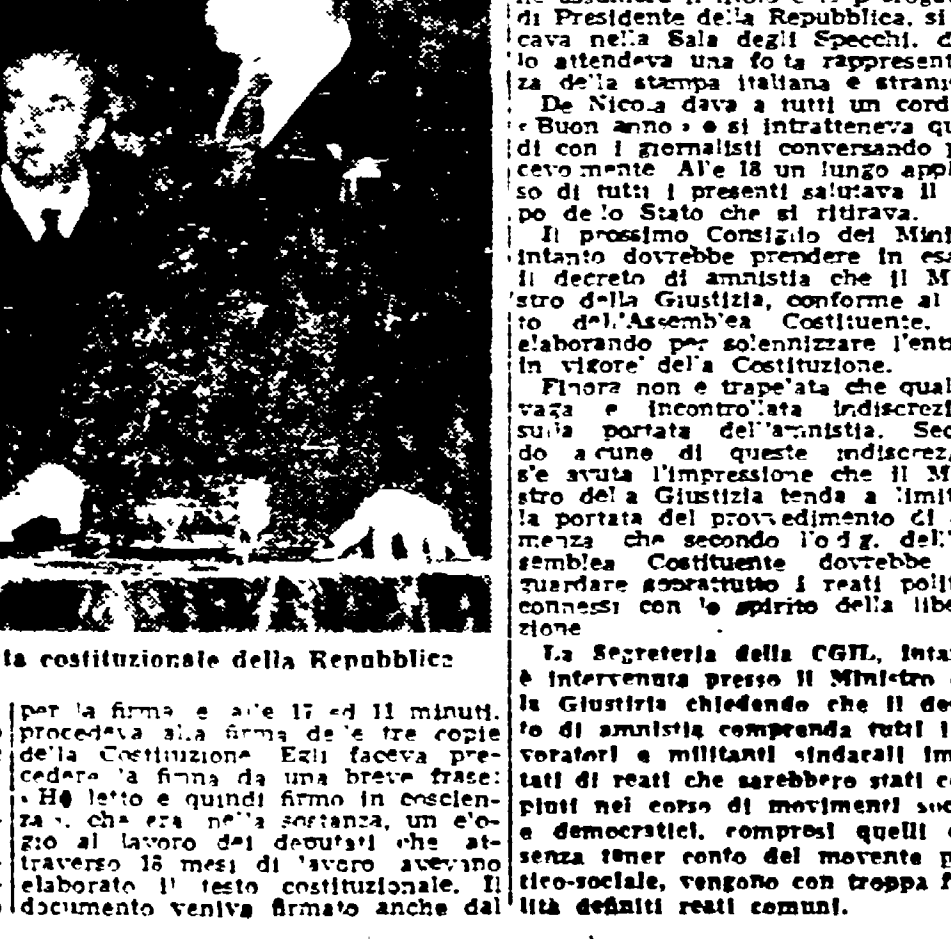 ta costituzionale della Repubblica
per la firma e alle 17 ed 11 minuti,
procedeva alla firma delle tre copie
della Costituzione Egli faceva pre-
cedere la firma da una breve frase:
« Ho letto e quindi firmo in coscien-
za », che era nella sostanza, un elo-
gio al lavoro dei deputati che at-
traverso 18 mesi di lavoro avevano
elaborato il testo costituzionale. Il
documento veniva firmato anche dal
di Presidente della Repubblica, si
cava nella Sala degli Specchi, d
lo attendeva una folta rappresent
za della stampa italiana e strani
De Nicola dava a tutti un cord
« Buon anno » e si intratteneva qu
di con i giornalisti conversando p
cevolmente Alle 18 un lungo appl
so di tutti i presenti salutava il
po dello Stato che si ritirava.
Il prossimo Consiglio dei Mini
intanto dovrebbe prendere in esa
il decreto di amnistia che il M
stro della Giustizia, conforme al
to dell'Assemblea Costituente,
elaborando per solennizzare l'ent
in vigore della Costituzione.
Finora non è trapelata che qual
vaga e incontrollata indiscrezi
sulla portata dell'amnistia. Sec
do alcune di queste indiscrez
s'è avuta l'impressione che il M
stro della Giustizia tenda a limit
la portata del provvedimento di
menza che secondo l'o d g. dell'
semblea Costituente dovrebbe
guardare soprattutto i reati polit
connessi con lo spirito della libe
zione
La Segreteria della CGIL, inta
è intervenuta presso il Ministro
la Giustizia chiedendo che il de
to di amnistia comprenda tutti i
voratori e militanti sindacali im
tati di reati che sarebbero stati c
piuti nel corso di movimenti soc
e democratici, compresi quelli
senza tener conto del movente p
tico-sociale, vengono con troppa f
lità definiti reati comuni.